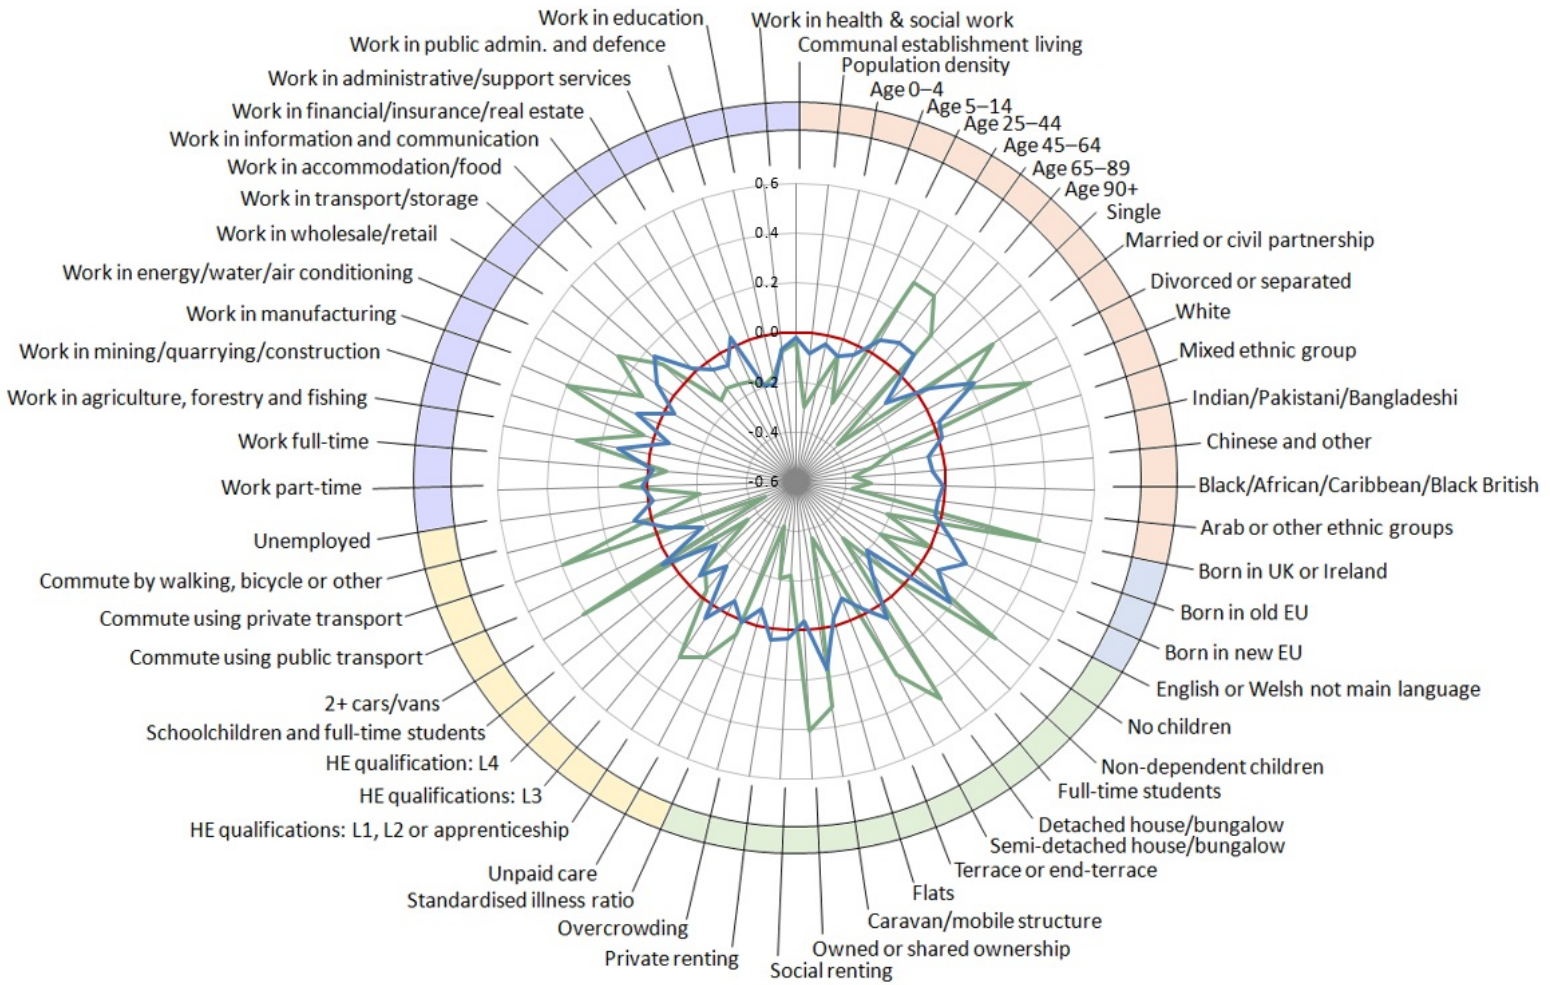 Work in education
Work in health & social work
Work in public admin. and defence
Communal establishment living
Population density
Work in administrative/support services
Age 0–4
Work in financial/insurance/real estate
Age 5–14
Age 25–44
Work in information and communication
Age 45–64
Work in accommodation/food
Age 65–89
Age 90+
Work in transport/storage
Single
Work in wholesale/retail
Married or civil partnership
Work in energy/water/air conditioning
Divorced or separated
Work in manufacturing
White
Work in mining/quarrying/construction
Mixed ethnic group
Work in agriculture, forestry and fishing
Indian/Pakistani/Bangladeshi
Work full-time
Chinese and other
Work part-time
Black/African/Caribbean/Black British
Unemployed
Arab or other ethnic groups
Commute by walking, bicycle or other
Born in UK or Ireland
Commute using private transport
Born in old EU
Commute using public transport
Born in new EU
2+ cars/vans
English or Welsh not main language
Schoolchildren and full-time students
No children
HE qualification: L4
Non-dependent children
HE qualifications: L3
Full-time students
HE qualifications: L1, L2 or apprenticeship
Detached house/bungalow
Semi-detached house/bungalow
Unpaid care
Terrace or end-terrace
Standardised illness ratio
Flats
Overcrowding
Caravan/mobile structure
Private renting
Owned or shared ownership
Social renting
0.6
0.4
0.2
0.0
-0.2
-0.4
-0.6